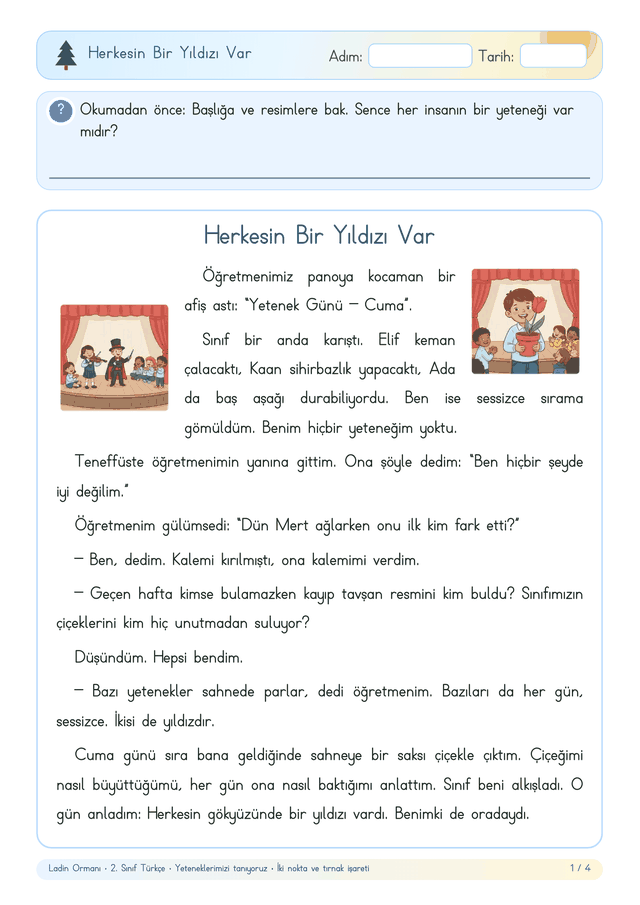 Herkesin Bir Yıldızı Var
Adım:
Tarih:
? Okumadan önce: Başlığa ve resimlere bak. Sence her insanın bir yeteneği var
mıdır?
Herkesin Bir Yıldızı Var
Öğretmenimiz panoya kocaman bir
afiş astı: “Yetenek Günü – Cuma”.
Sınıf bir anda karıştı. Elif keman
çalacaktı, Kaan sihirbazlık yapacaktı, Ada
da baş aşağı durabiliyordu. Ben ise sessizce sırama
gömüldüm. Benim hiçbir yeteneğim yoktu.
Teneffüste öğretmenimin yanına gittim. Ona şöyle dedim: “Ben hiçbir şeyde
iyi değilim.”
Öğretmenim gülümsedi: “Dün Mert ağlarken onu ilk kim fark etti?”
– Ben, dedim. Kalemi kırılmıştı, ona kalemimi verdim.
– Geçen hafta kimse bulamazken kayıp tavşan resmini kim buldu? Sınıfımızın
çiçeklerini kim hiç unutmadan suluyor?
Düşündüm. Hepsi bendim.
– Bazı yetenekler sahnede parlar, dedi öğretmenim. Bazıları da her gün,
sessizce. İkisi de yıldızdır.
Cuma günü sıra bana geldiğinde sahneye bir saksı çiçekle çıktım. Çiçeğimi
nasıl büyüttüğümü, her gün ona nasıl baktığımı anlattım. Sınıf beni alkışladı. O
gün anladım: Herkesin gökyüzünde bir yıldızı vardı. Benimki de oradaydı.
Ladin Ormanı • 2. Sınıf Türkçe • Yeteneklerimizi tanıyoruz • İki nokta ve tırnak işareti
1 / 4